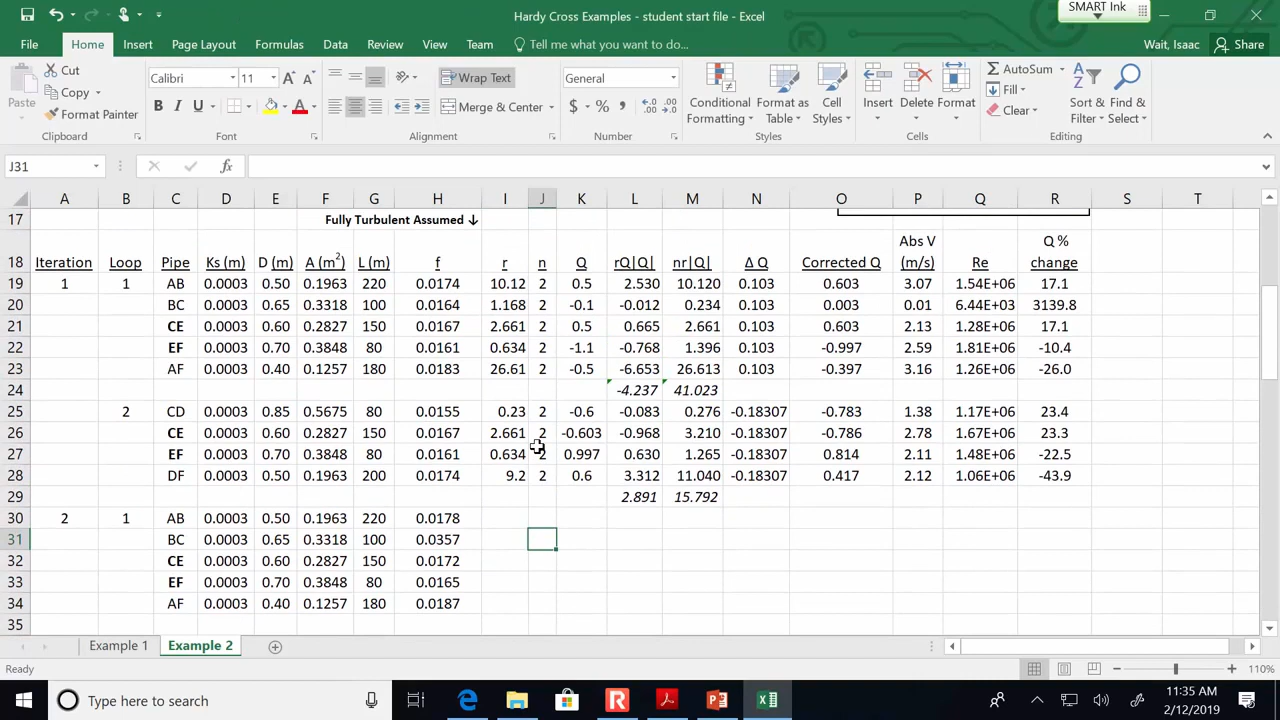 Hardy Cross Examples - student start file - Excel
SMART Ink
File Home Insert Page Layout Formulas Data Review View Team Tell me what you want to do... Wait, Isaac Share
Cut
Copy
Format Painter
Paste
Calibri 11
Wrap Text
Merge & Center
General
Conditional Formatting
Format as Table
Cell Styles
Insert Delete Format
AutoSum
Fill
Clear
Sort & Filter
Find & Select
Clipboard Font Alignment Number Styles Cells Editing
J31 fx
A B C D E F G H I J K L M N O P Q R S T
17 Fully Turbulent Assumed ↓
18 Iteration Loop Pipe Ks (m) D (m) A (m²) L (m) f r n Q rQ|Q| nr|Q| Δ Q Corrected Q Abs V (m/s) Re Q % change
19 1 1 AB 0.0003 0.50 0.1963 220 0.0174 10.12 2 0.5 2.530 10.120 0.103 0.603 3.07 1.54E+06 17.1
20 BC 0.0003 0.65 0.3318 100 0.0164 1.168 2 -0.1 -0.012 0.234 0.103 0.003 0.01 6.44E+03 3139.8
21 CE 0.0003 0.60 0.2827 150 0.0167 2.661 2 0.5 0.665 2.661 0.103 0.603 2.13 1.28E+06 17.1
22 EF 0.0003 0.70 0.3848 80 0.0161 0.634 2 -1.1 -0.768 1.396 0.103 -0.997 2.59 1.81E+06 -10.4
23 AF 0.0003 0.40 0.1257 180 0.0183 26.61 2 -0.5 -6.653 26.613 0.103 -0.397 3.16 1.26E+06 -26.0
24 -4.237 41.023
25 2 CD 0.0003 0.85 0.5675 80 0.0155 0.23 2 -0.6 -0.083 0.276 -0.18307 -0.783 1.38 1.17E+06 23.4
26 CE 0.0003 0.60 0.2827 150 0.0167 2.661 2 -0.603 -0.968 3.210 -0.18307 -0.786 2.78 1.67E+06 23.3
27 EF 0.0003 0.70 0.3848 80 0.0161 0.634 2 0.997 0.630 1.265 -0.18307 0.814 2.11 1.48E+06 -22.5
28 DF 0.0003 0.50 0.1963 200 0.0174 9.2 2 0.6 3.312 11.040 -0.18307 0.417 2.12 1.06E+06 -43.9
29 2.891 15.792
30 2 1 AB 0.0003 0.50 0.1963 220 0.0178
31 BC 0.0003 0.65 0.3318 100 0.0357
32 CE 0.0003 0.60 0.2827 150 0.0172
33 EF 0.0003 0.70 0.3848 80 0.0165
34 AF 0.0003 0.40 0.1257 180 0.0187
35
Example 1 Example 2
Ready 110%
Type here to search
11:35 AM
2/12/2019